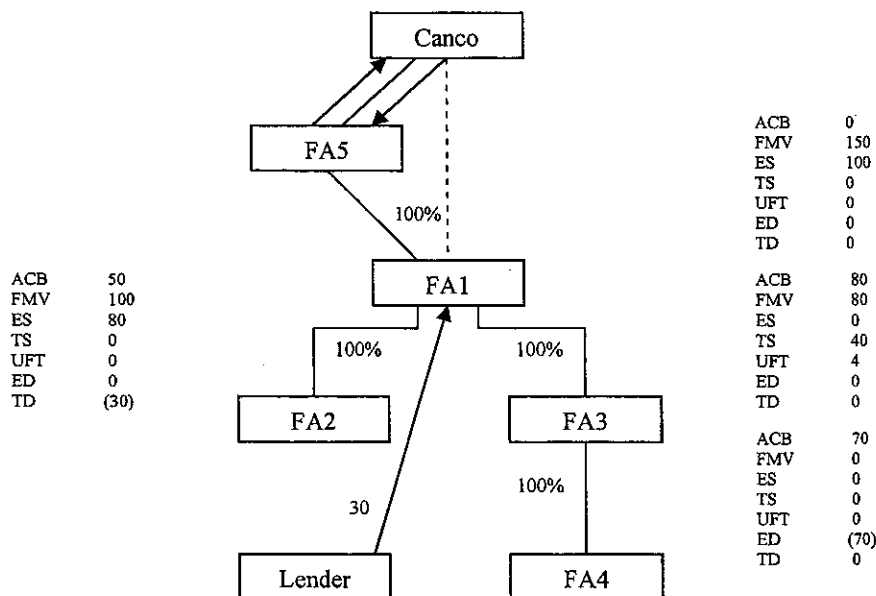 Canco
FA5
100%
FA1
100%
100%
FA2
FA3
30
100%
Lender
FA4
ACB 50
FMV 100
ES 80
TS 0
UFT 0
ED 0
TD (30)
ACB 0
FMV 150
ES 100
TS 0
UFT 0
ED 0
TD 0
ACB 80
FMV 80
ES 0
TS 40
UFT 4
ED 0
TD 0
ACB 70
FMV 0
ES 0
TS 0
UFT 0
ED (70)
TD 0